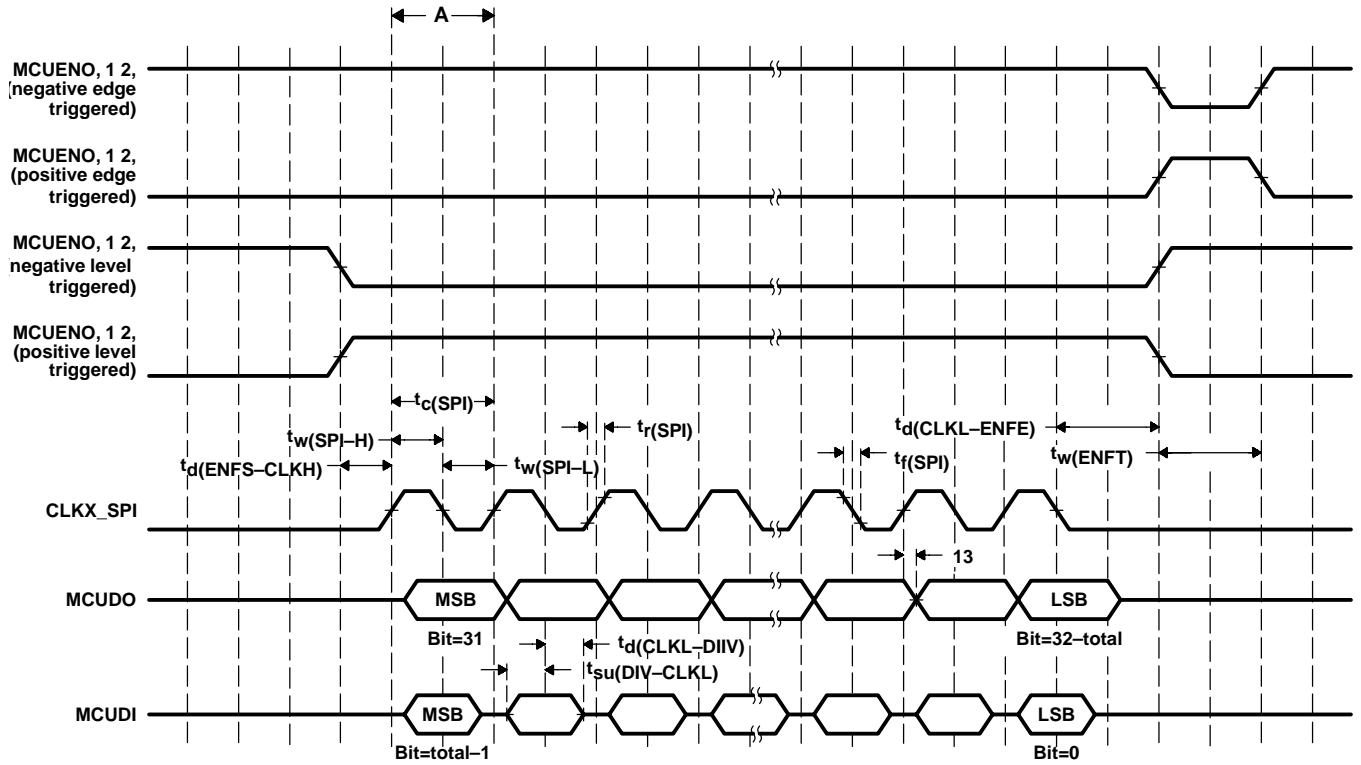 A
MCUENO, 1 2,
(negative edge
triggered)
MCUENO, 1 2,
(positive edge
triggered)
MCUENO, 1 2,
negative level
triggered)
MCUENO, 1 2,
(positive level
triggered)
tc(SPI)
tw(SPI–H)
tr(SPI)
td(CLKL–ENFE)
td(ENFS–CLKH)
tw(SPI–L)
tf(SPI)
tw(ENFT)
CLKX_SPI
13
MCUDO
MSB
LSB
Bit=31
Bit=32–total
td(CLKL–DIIV)
tsu(DIV–CLKL)
MCUDI
MSB
LSB
Bit=total–1
Bit=0